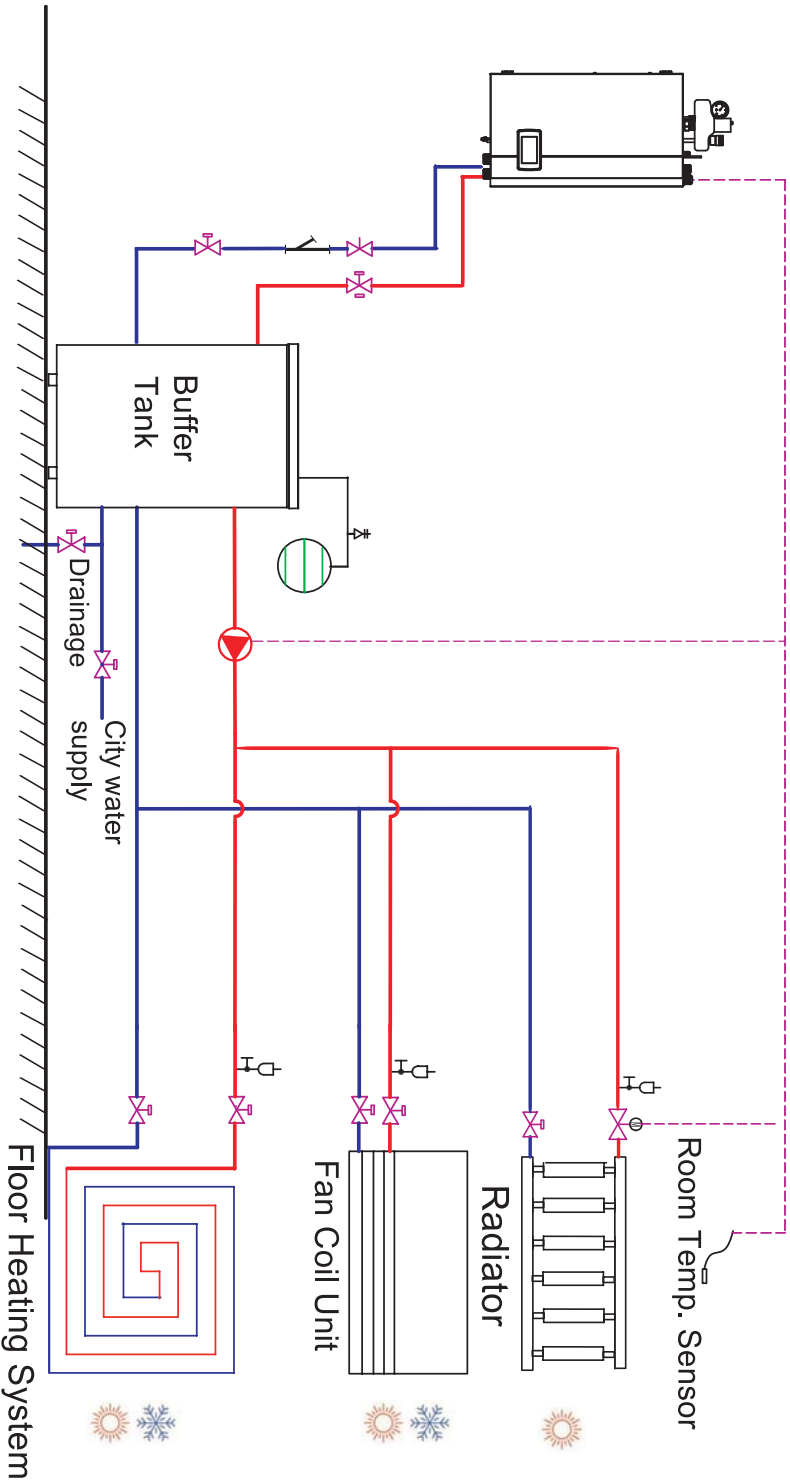 Buffer
Tank
Drainage
City water
supply
Room Temp. Sensor
Radiator
Fan Coil Unit
Floor Heating System